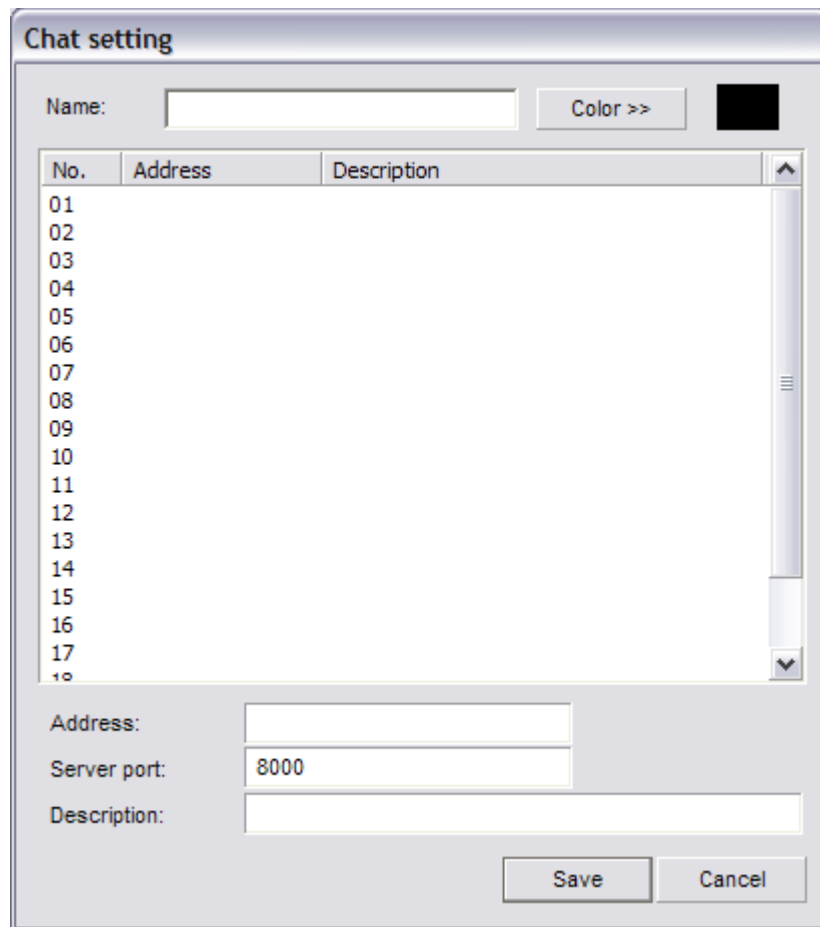 Chat setting
Name: Color >>
No. Address Description
01
02
03
04
05
06
07
08
09
10
11
12
13
14
15
16
17
18
Address:
Server port: 8000
Description:
Save Cancel